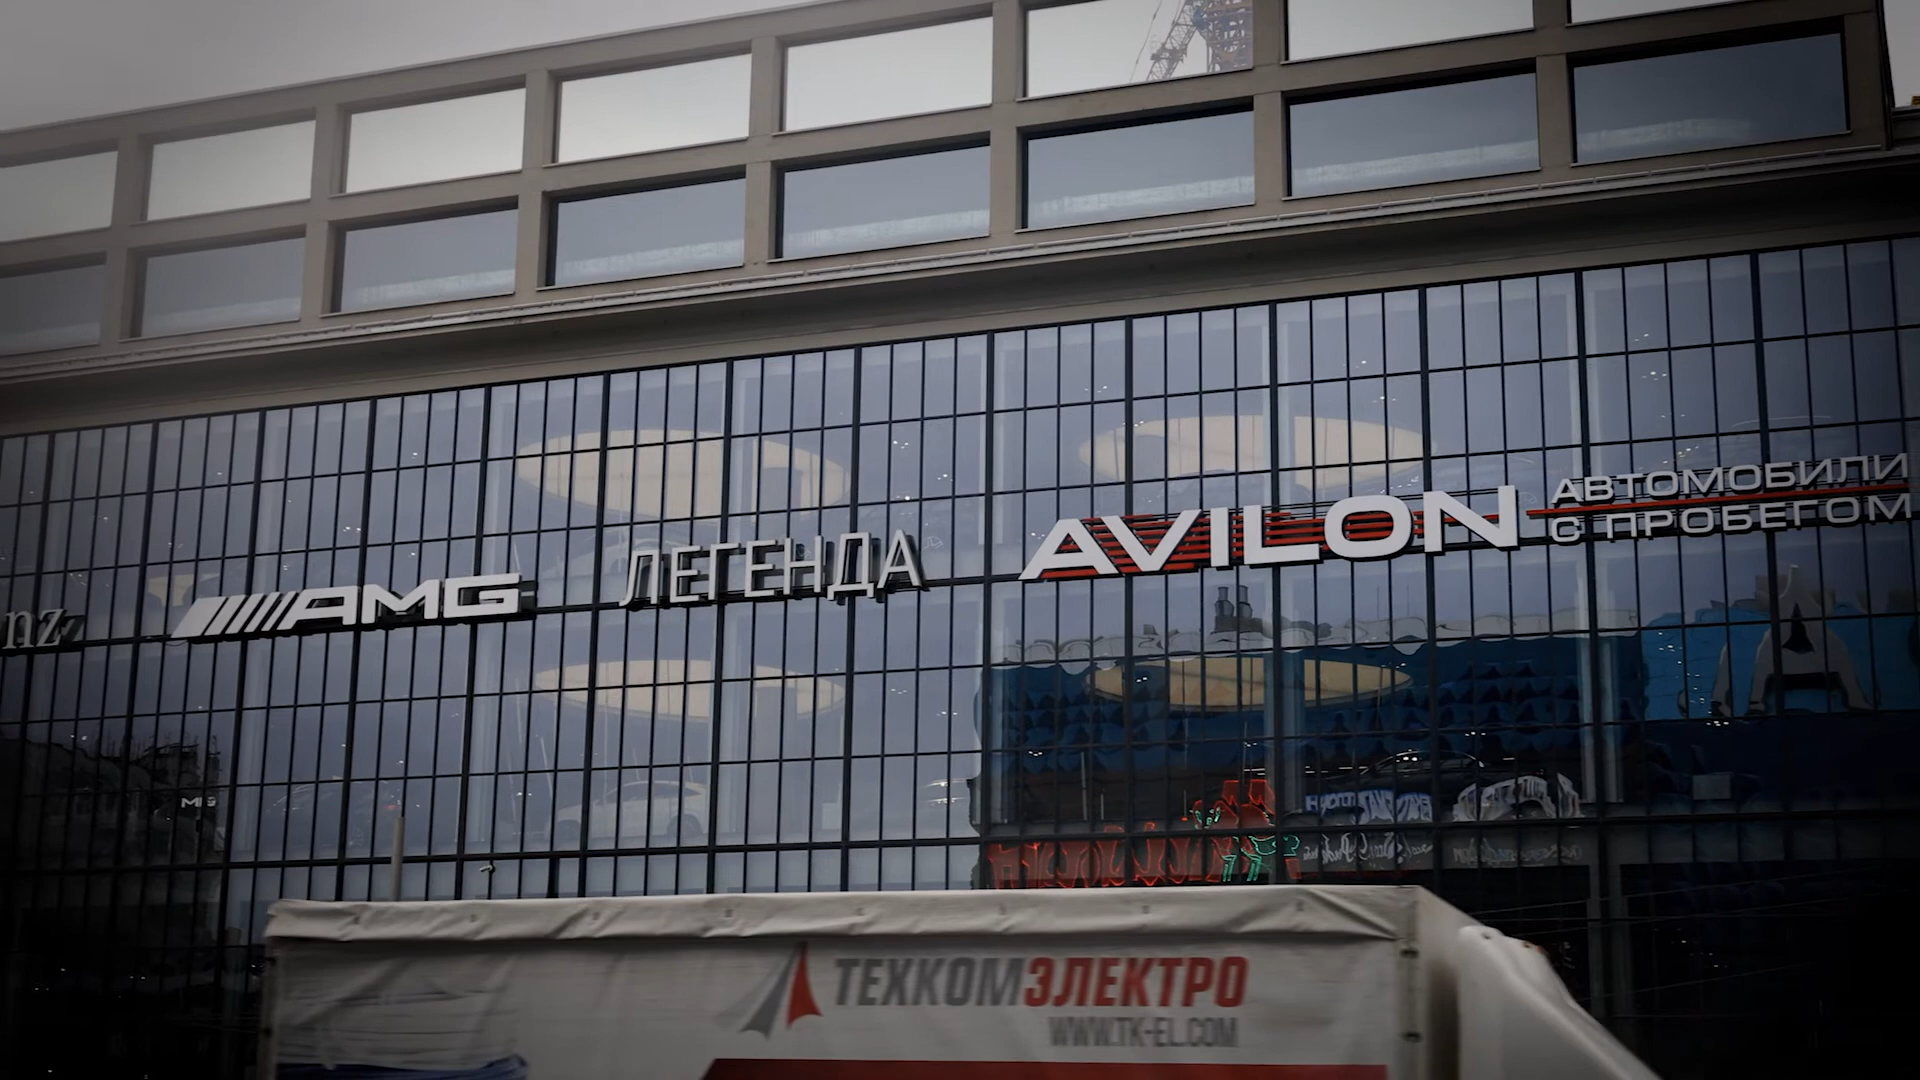 nz
AMG
ЛЕГЕНДА
AVILON
АВТОМОБИЛИ
С ПРОБЕГОМ
ТЕХКОМЭЛЕКТРО
WWW.TK-EL.COM